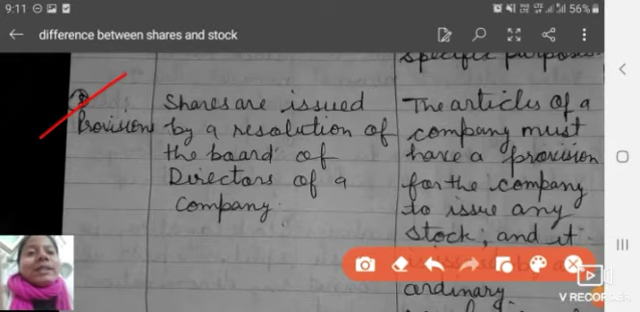 9:11
56%
difference between shares and stock
specific purpose
Provision
Shares are issued
by a resolution of
the board of
Directors of a
company.
The articles of a
company must
have a provision
for the company
to issue any
stock, and it
ordinary
V RECORDER